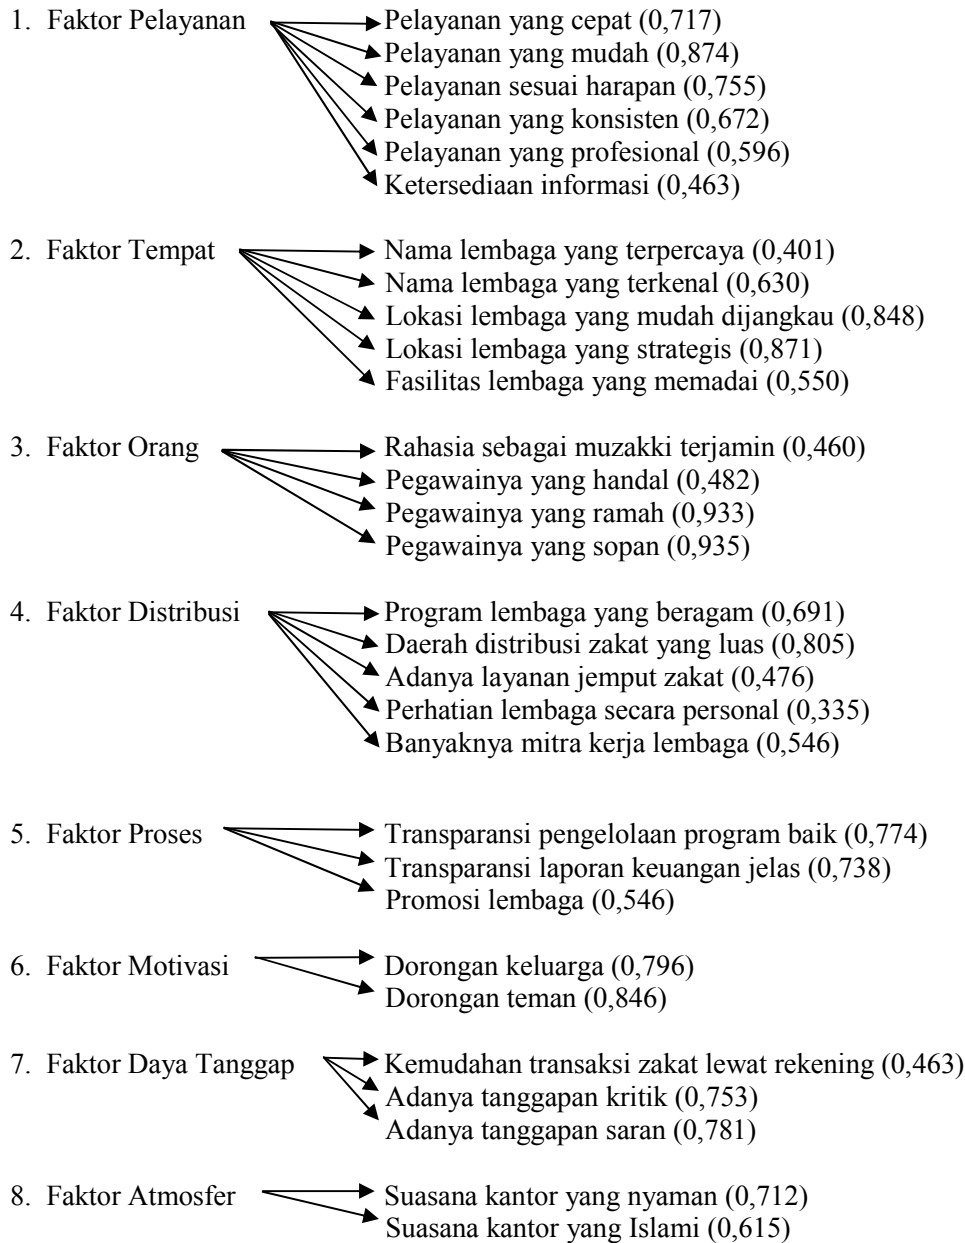 1. Faktor Pelayanan Pelayanan yang cepat (0,717)
Pelayanan yang mudah (0,874)
Pelayanan sesuai harapan (0,755)
Pelayanan yang konsisten (0,672)
Pelayanan yang profesional (0,596)
Ketersediaan informasi (0,463)
2. Faktor Tempat Nama lembaga yang terpercaya (0,401)
Nama lembaga yang terkenal (0,630)
Lokasi lembaga yang mudah dijangkau (0,848)
Lokasi lembaga yang strategis (0,871)
Fasilitas lembaga yang memadai (0,550)
3. Faktor Orang Rahasia sebagai muzakki terjamin (0,460)
Pegawainya yang handal (0,482)
Pegawainya yang ramah (0,933)
Pegawainya yang sopan (0,935)
4. Faktor Distribusi Program lembaga yang beragam (0,691)
Daerah distribusi zakat yang luas (0,805)
Adanya layanan jemput zakat (0,476)
Perhatian lembaga secara personal (0,335)
Banyaknya mitra kerja lembaga (0,546)
5. Faktor Proses Transparansi pengelolaan program baik (0,774)
Transparansi laporan keuangan jelas (0,738)
Promosi lembaga (0,546)
6. Faktor Motivasi Dorongan keluarga (0,796)
Dorongan teman (0,846)
7. Faktor Daya Tanggap Kemudahan transaksi zakat lewat rekening (0,463)
Adanya tanggapan kritik (0,753)
Adanya tanggapan saran (0,781)
8. Faktor Atmosfer Suasana kantor yang nyaman (0,712)
Suasana kantor yang Islami (0,615)